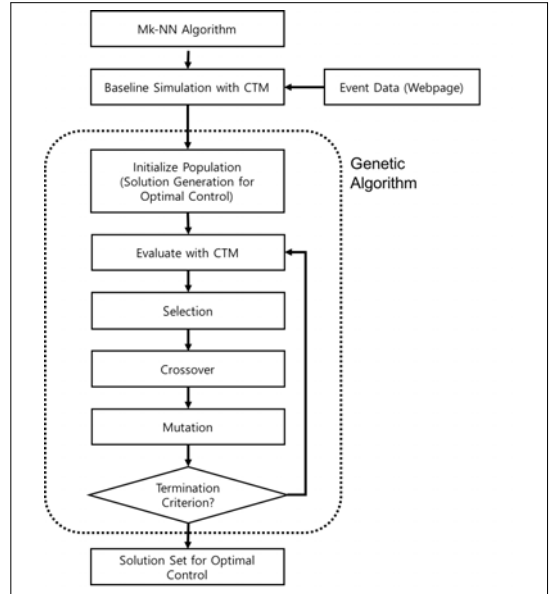 Mk-NN Algorithm
Baseline Simulation with CTM
Event Data (Webpage)
Initialize Population
(Solution Generation for
Optimal Control)
Genetic
Algorithm
Evaluate with CTM
Selection
Crossover
Mutation
Termination
Criterion?
Solution Set for Optimal
Control